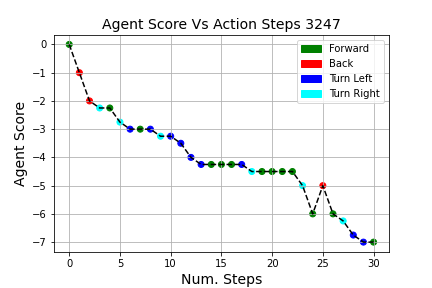 Agent Score Vs Action Steps 3247
Forward
Back
Turn Left
Turn Right
Agent Score
0
−1
−2
−3
−4
−5
−6
−7
0 5 10 15 20 25 30
Num. Steps